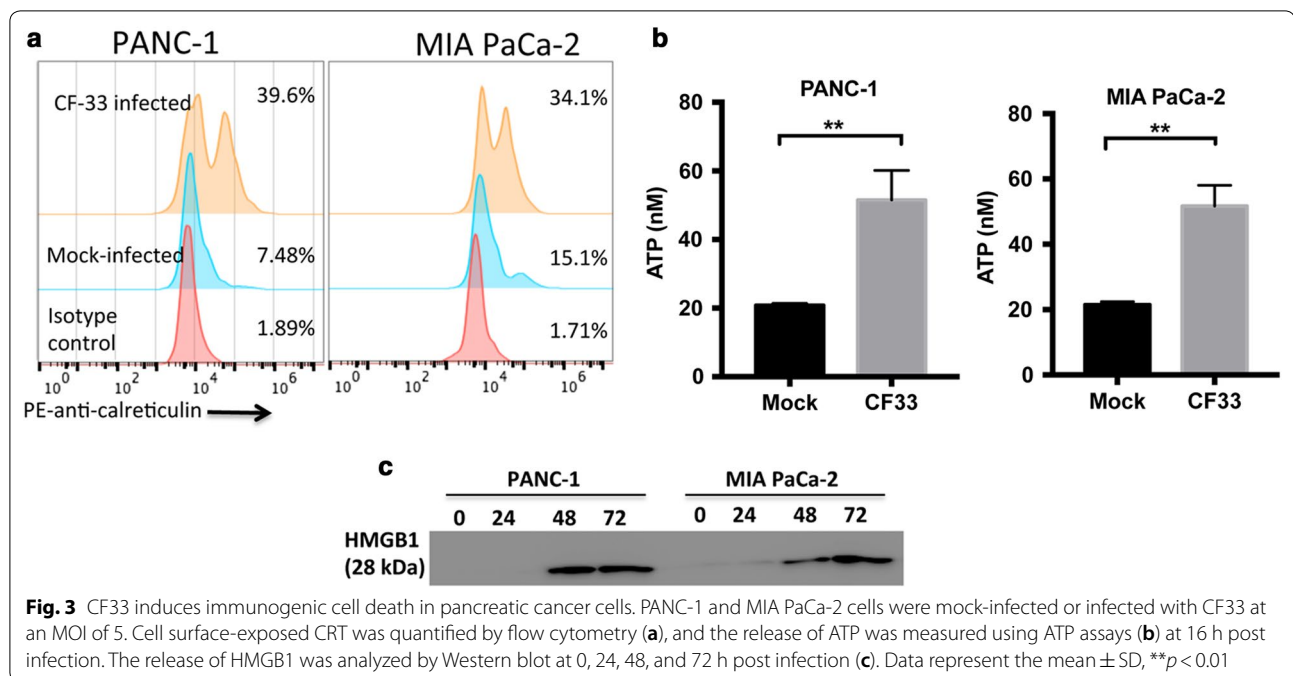 a
PANC-1 MIA PaCa-2
CF-33 infected 39.6% 34.1%
Mock-infected 7.48% 15.1%
Isotype
control 1.89% 1.71%
10^0 10^2 10^4 10^6 10^0 10^2 10^4 10^6
PE-anti-calreticulin
b
PANC-1
**
80
60
40
20
0
ATP (nM)
Mock CF33
MIA PaCa-2
**
80
60
40
20
0
ATP (nM)
Mock CF33
c
PANC-1 MIA PaCa-2
0 24 48 72 0 24 48 72
HMGB1
(28 kDa)
Fig. 3 CF33 induces immunogenic cell death in pancreatic cancer cells. PANC-1 and MIA PaCa-2 cells were mock-infected or infected with CF33 at
an MOI of 5. Cell surface-exposed CRT was quantified by flow cytometry (a), and the release of ATP was measured using ATP assays (b) at 16 h post
infection. The release of HMGB1 was analyzed by Western blot at 0, 24, 48, and 72 h post infection (c). Data represent the mean ± SD, **p < 0.01